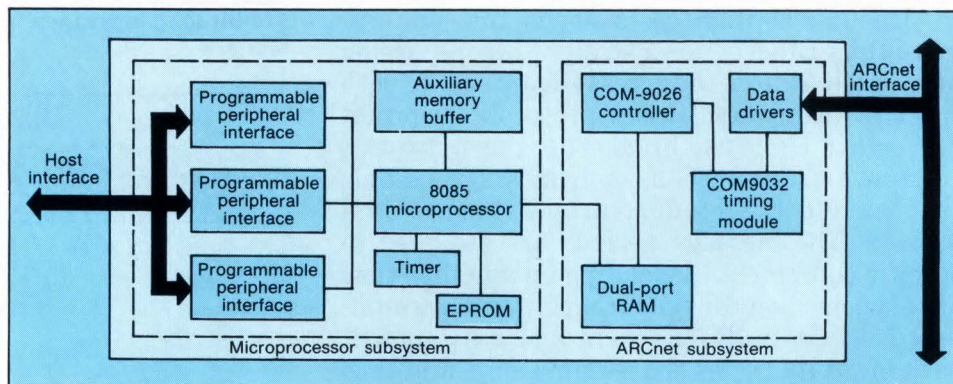 Host
interface
Programmable
peripheral
interface
Programmable
peripheral
interface
Programmable
peripheral
interface
Auxiliary
memory
buffer
8085
microprocessor
Timer
EPROM
Microprocessor subsystem
COM-9026
controller
Data
drivers
COM9032
timing
module
Dual-port
RAM
ARCnet subsystem
ARCnet
interface